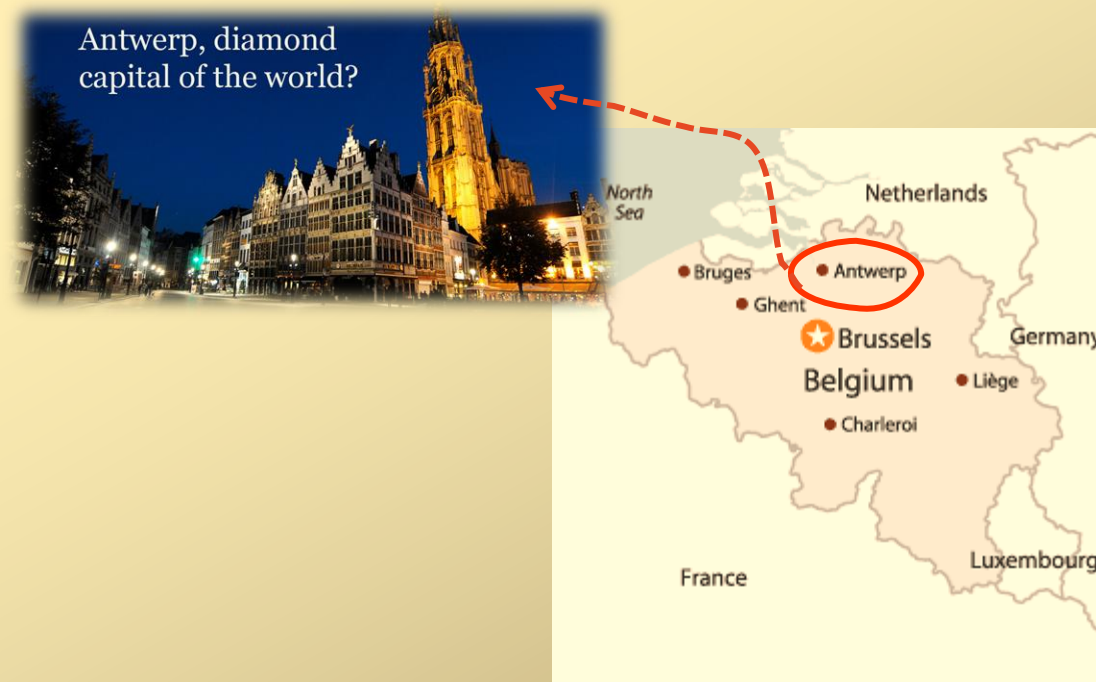 Antwerp, diamond
capital of the world?
North
Sea
Netherlands
Bruges
Antwerp
Ghent
Brussels
Germany
Belgium
Liège
Charleroi
Luxembourg
France